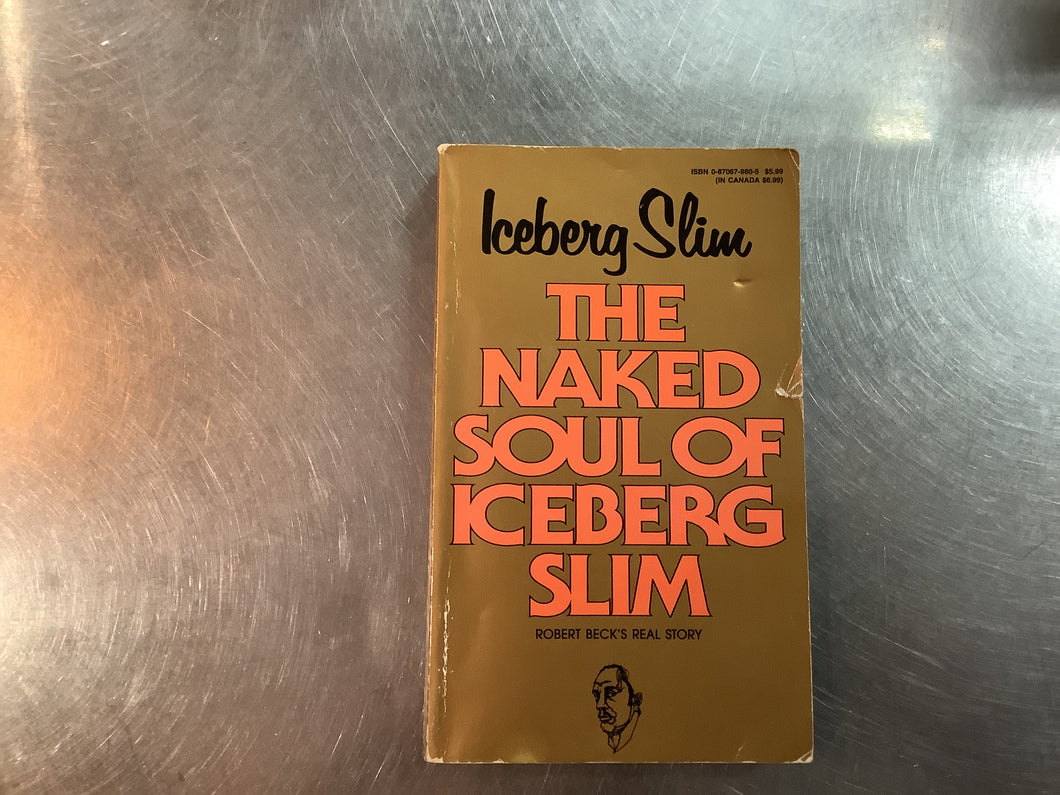 ISBN 0-87067-980-5 $5.99
(IN CANADA $6.99)
Iceberg Slim
THE
NAKED
SOUL OF
ICEBERG
SLIM
ROBERT BECK'S REAL STORY